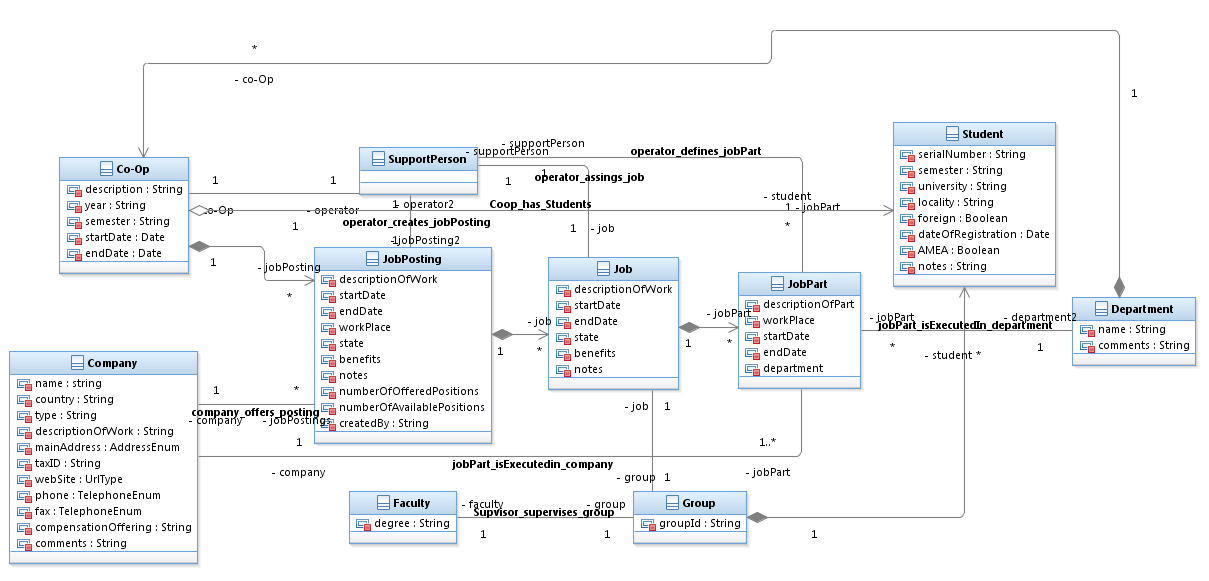 *
- co-Op
1
Co-Op
description : String
year : String
semester : String
startDate : Date
endDate : Date
SupportPerson
- supportPerson
- supportPerson
operator_defines_jobPart
1
operator_assings_job
1
1
1
1
- operator2
co-Op
- operator
Coop_has_Students
1
operator_creates_jobPosting
1
- job
- student
1
- jobPart
*
1
- jobPosting2
1
- jobPosting
*
Student
serialNumber : String
semester : String
university : String
locality : String
foreign : Boolean
dateOfRegistration : Date
AMEA : Boolean
notes : String
JobPosting
descriptionOfWork
startDate
endDate
workPlace
state
benefits
notes
numberOfOfferedPositions
numberOfAvailablePositions
createdBy : String
- job
1
*
Job
descriptionOfWork
startDate
endDate
state
benefits
notes
- jobPart
1
*
JobPart
descriptionOfPart
workPlace
startDate
endDate
department
- jobPart
- department2
jobPart_isExecutedIn_department
*
1
- student
*
Department
name : String
comments : String
Company
name : string
country : String
type : String
descriptionOfWork : String
mainAddress : AddressEnum
taxID : String
webSite : UrlType
phone : TelephoneEnum
fax : TelephoneEnum
compensationOffering : String
comments : String
1
*
company_offers_posting
- company
- jobPostings
1
1..*
- company
jobPart_isExecutedin_company
- jobPart
- job
1
- group
1
Faculty
degree : String
- faculty
- group
Supvisor_supervises_group
1
1
Group
groupId : String
1